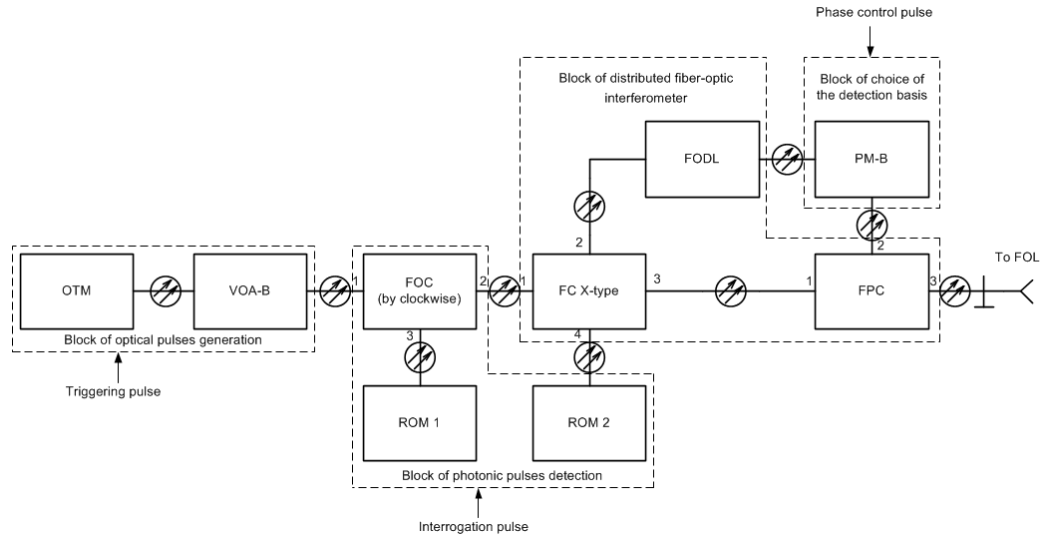 Phase control pulse
Block of distributed fiber-optic
interferometer
Block of choice of
the detection basis
FODL
PM-B
2
2
To FOL
OTM
VOA-B
1
FOC
(by clockwise)
2
1
FC X-type
3
1
FPC
3
3
4
Block of optical pulses generation
Triggering pulse
ROM 1
ROM 2
Block of photonic pulses detection
Interrogation pulse